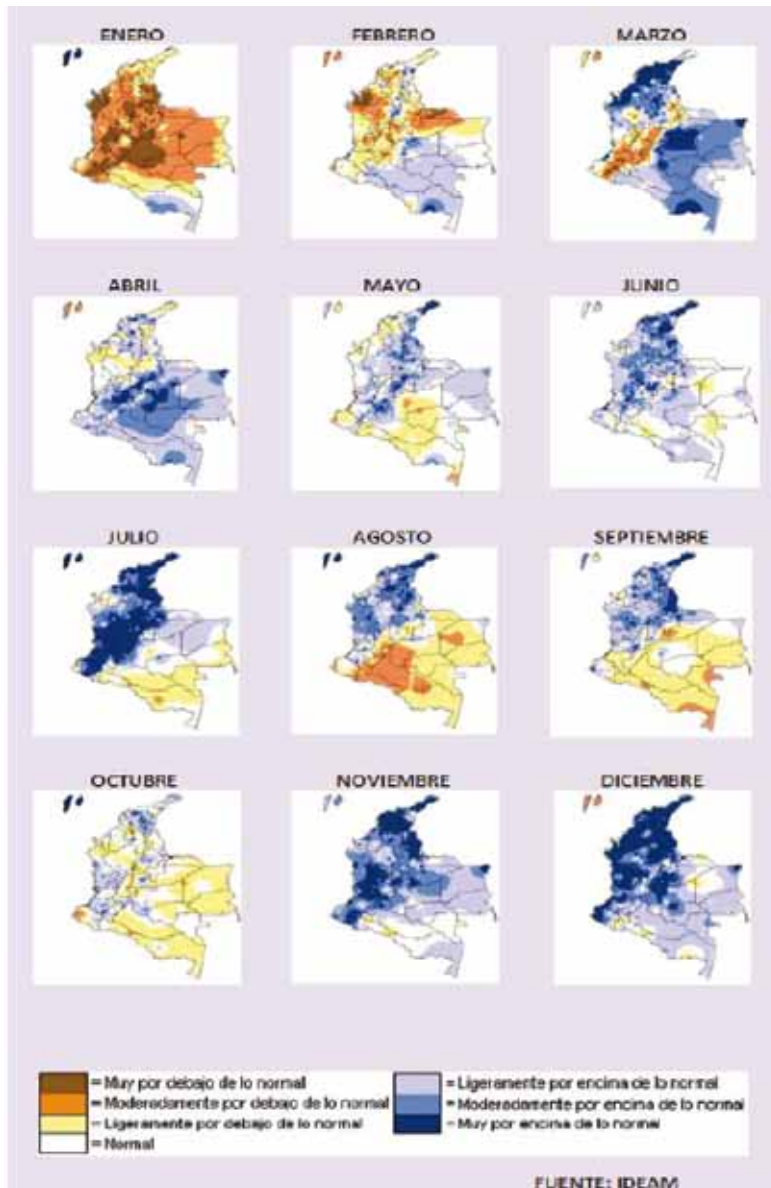 ENERO FEBRERO MARZO
ABRIL MAYO JUNIO
JULIO AGOSTO SEPTIEMBRE
OCTUBRE NOVIEMBRE DICIEMBRE
= Muy por debajo de lo normal
= Moderadamente por debajo de lo normal
= Ligeramente por debajo de lo normal
= Normal
= Ligeramente por encima de lo normal
= Moderadamente por encima de lo normal
= Muy por encima de lo normal
FUENTE: IDEAM